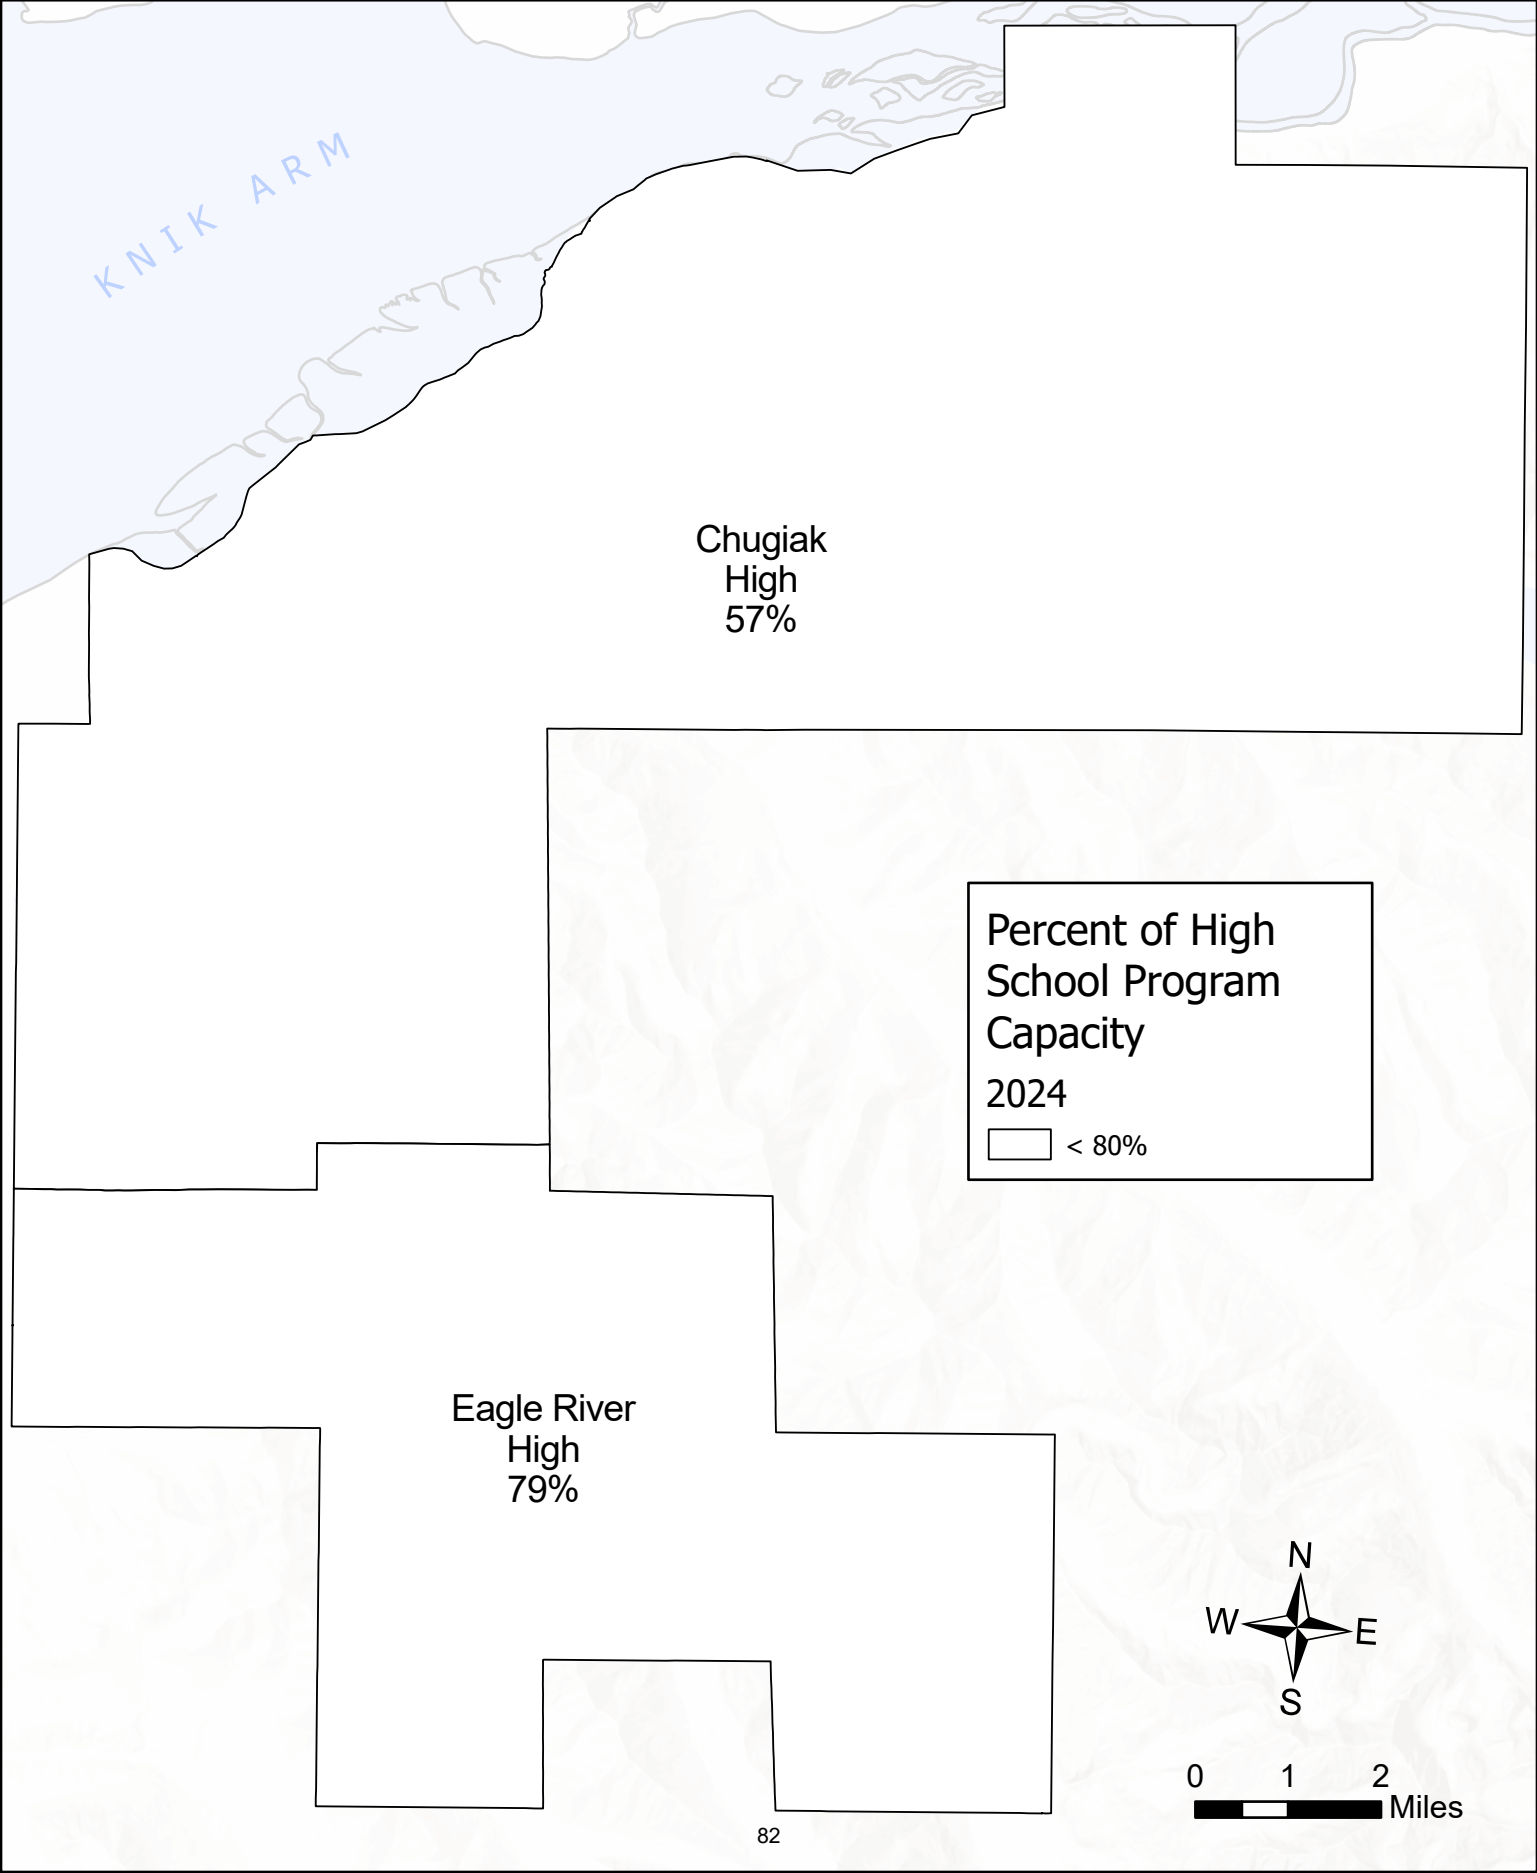 KNIK ARM
Chugiak
High
57%
Percent of High
School Program
Capacity
2024
< 80%
Eagle River
High
79%
N
W
E
S
0 1 2
Miles
82